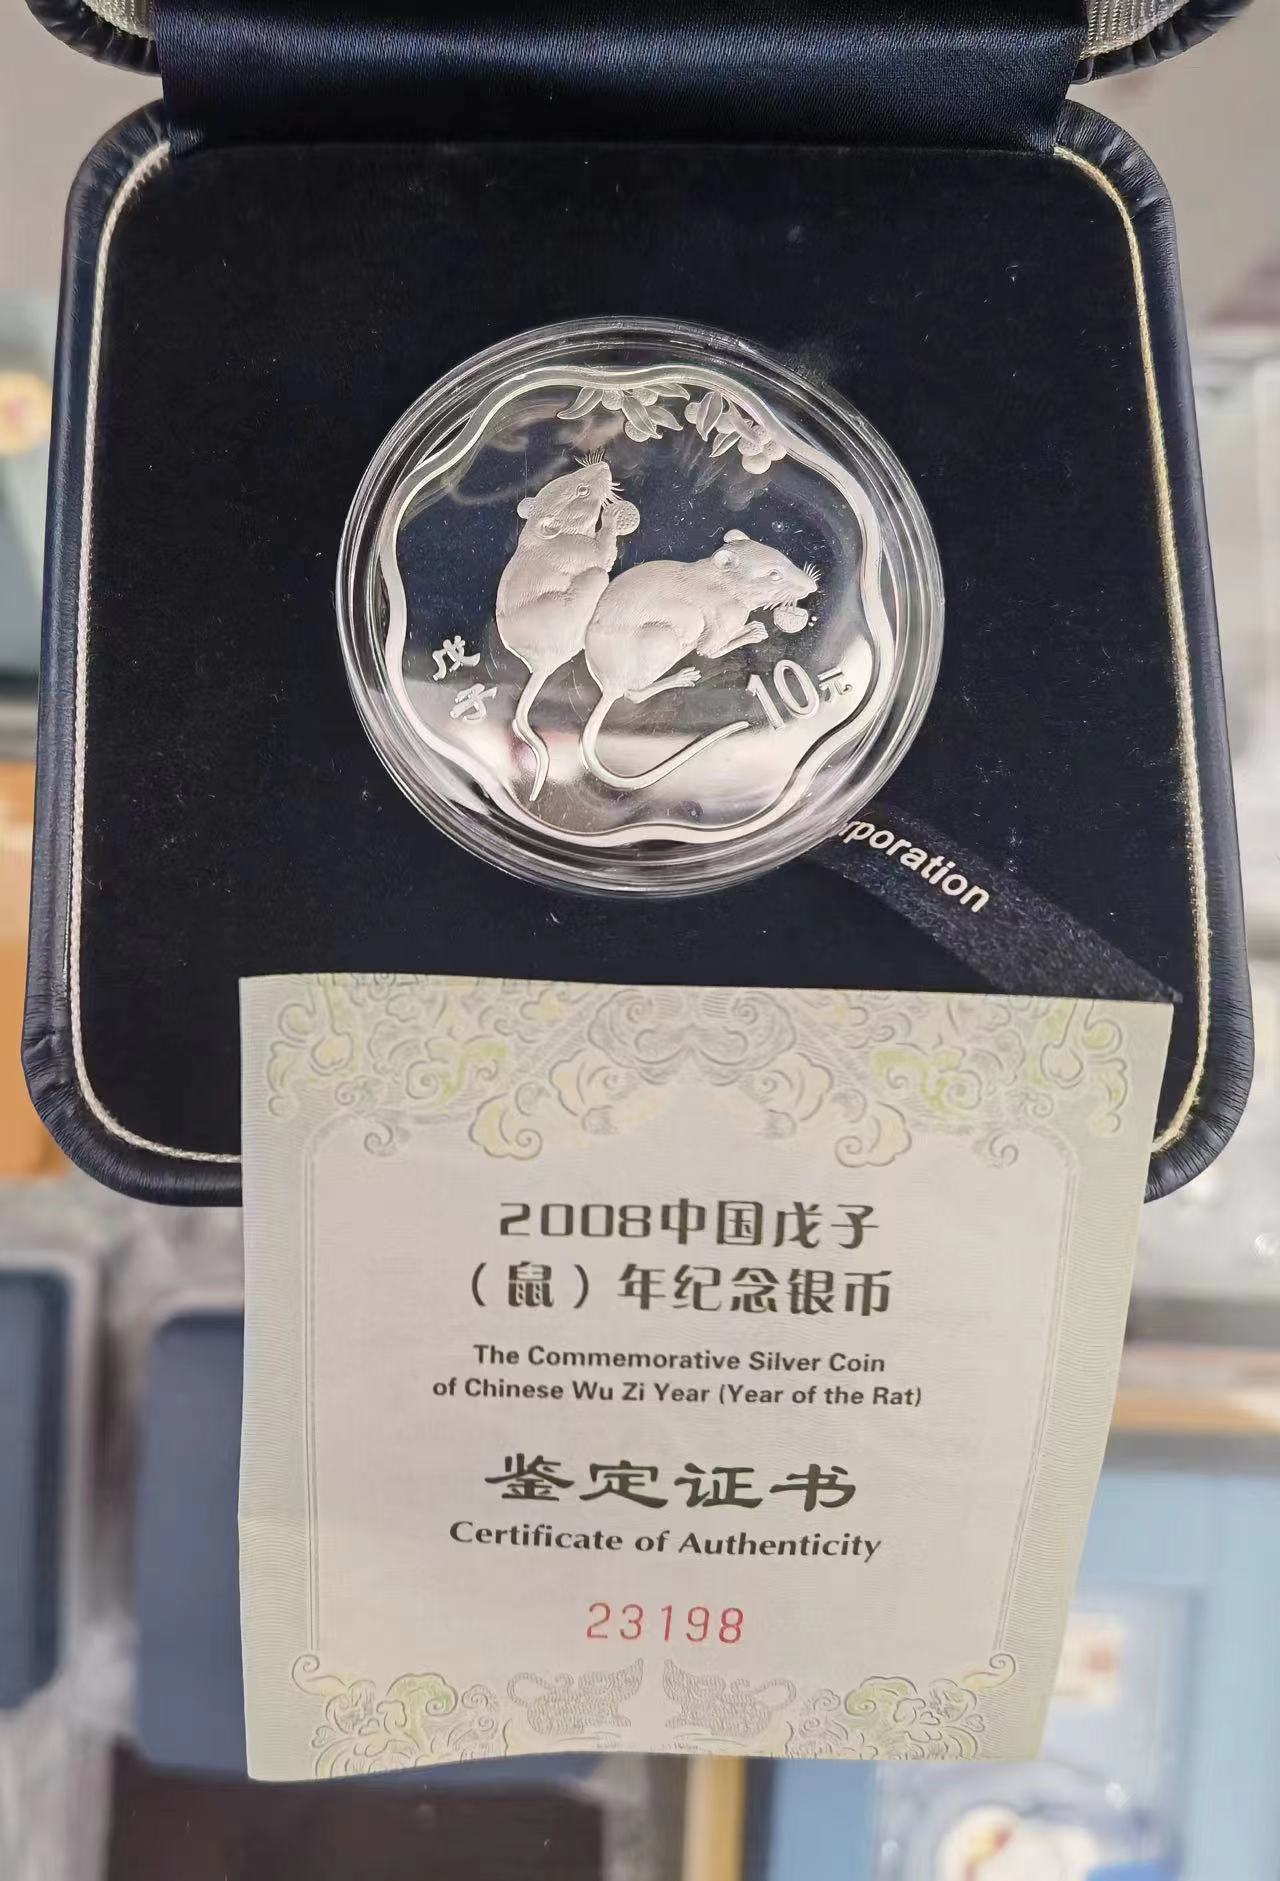 戊
子
10元
rporation
2008中国戊子
（鼠）年纪念银币
The Commemorative Silver Coin
of Chinese Wu Zi Year (Year of the Rat)
鉴定证书
Certificate of Authenticity
23198